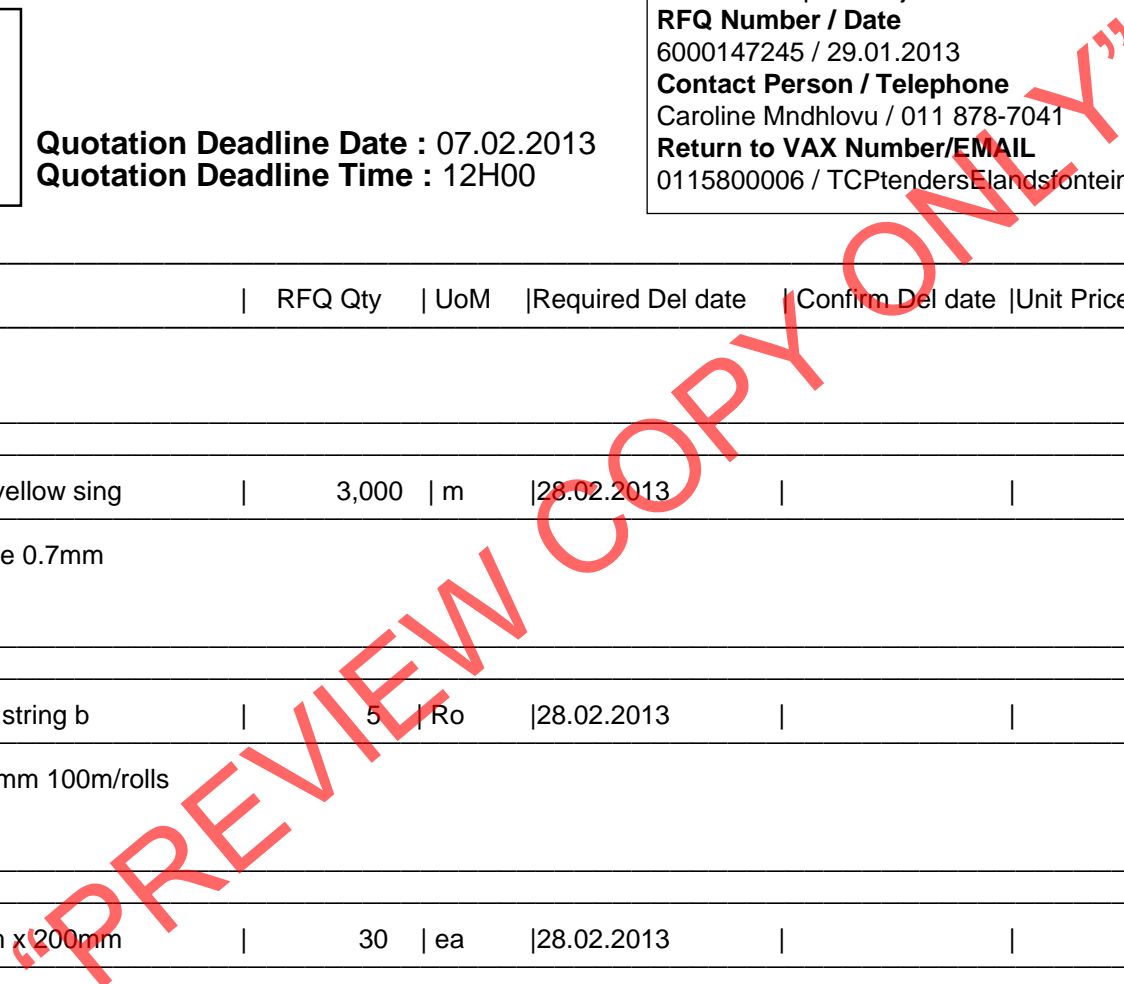 RFQ Number / Date
6000147245 / 29.01.2013
Contact Person / Telephone
Caroline Mndhlovu / 011 878-7041
Return to VAX Number/EMAIL
0115800006 / TCPtendersElandsfontein
Quotation Deadline Date : 07.02.2013
Quotation Deadline Time : 12H00
| RFQ Qty | UoM |Required Del date | Confirm Del date |Unit Price
yellow sing | 3,000 | m |28.02.2013 | |
e 0.7mm
string b | 5 | Ro |28.02.2013 | |
mm 100m/rolls
x 200mm | 30 | ea |28.02.2013 | |
“PREVIEW COPY ONLY”